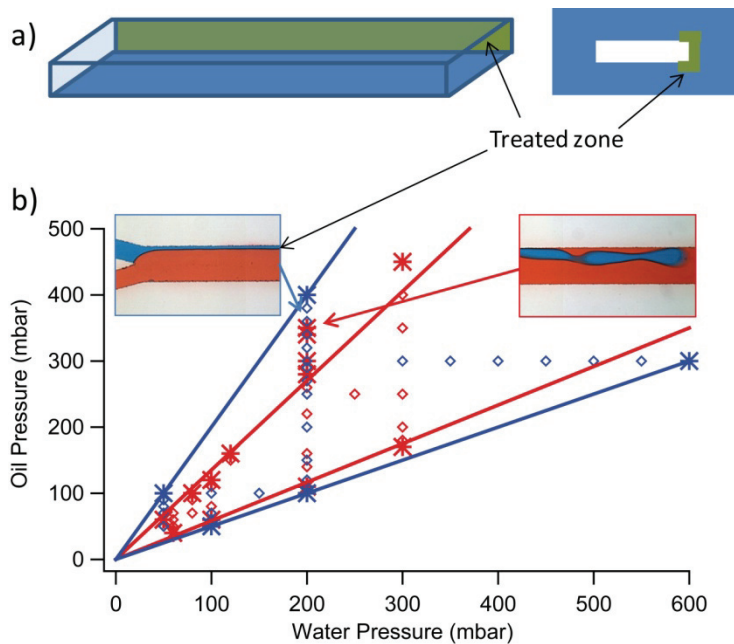 a)
Treated zone
b)
500
400
300
200
100
0
Oil Pressure (mbar)
0 100 200 300 400 500 600
Water Pressure (mbar)